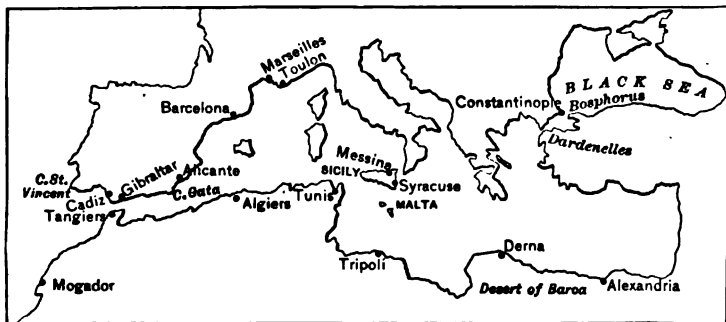 Marseilles
Toulon
BLACK SEA
Constantinople
Bosphorus
Barcelona
Dardenelles
Messina
SICILY
Alicante
Gibraltar
C. St.
Vincent
Cadiz
C. Gata
Syracuse
Tangiers
Algiers
Tunis
MALTA
Derna
Tripoli
Mogador
Desert of Barca
Alexandria